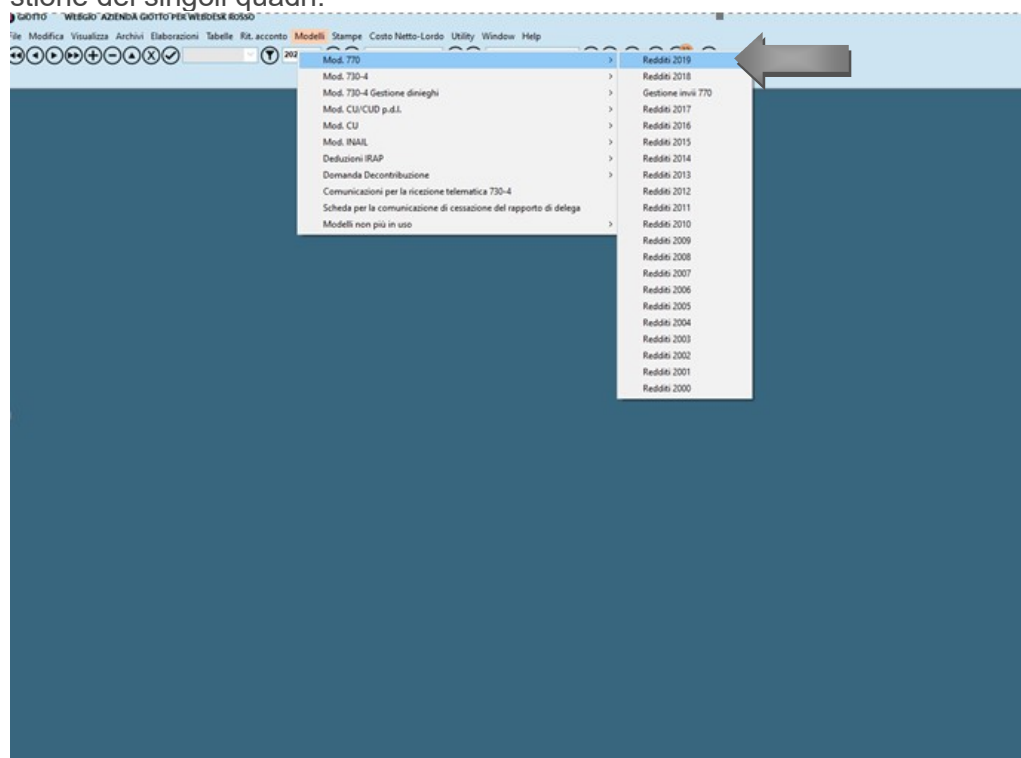 stione dei singoli quadri.
GIOTTO WEBGIO AZIENDA GIOTTO PER WEBDESK ROSSO
File Modifica Visualizza Archivi Elaborazioni Tabelle Rit. acconto Modelli Stampe Costo Netto-Lordo Utility Window Help
202
Mod. 770
Mod. 730-4
Mod. 730-4 Gestione dinieghi
Mod. CU/CUD p.d.l.
Mod. CU
Mod. INAIL
Deduzioni IRAP
Domanda Decontribuzione
Comunicazioni per la ricezione telematica 730-4
Scheda per la comunicazione di cessazione del rapporto di delega
Modelli non più in uso
Redditi 2019
Redditi 2018
Gestione invii 770
Redditi 2017
Redditi 2016
Redditi 2015
Redditi 2014
Redditi 2013
Redditi 2012
Redditi 2011
Redditi 2010
Redditi 2009
Redditi 2008
Redditi 2007
Redditi 2006
Redditi 2005
Redditi 2004
Redditi 2003
Redditi 2002
Redditi 2001
Redditi 2000